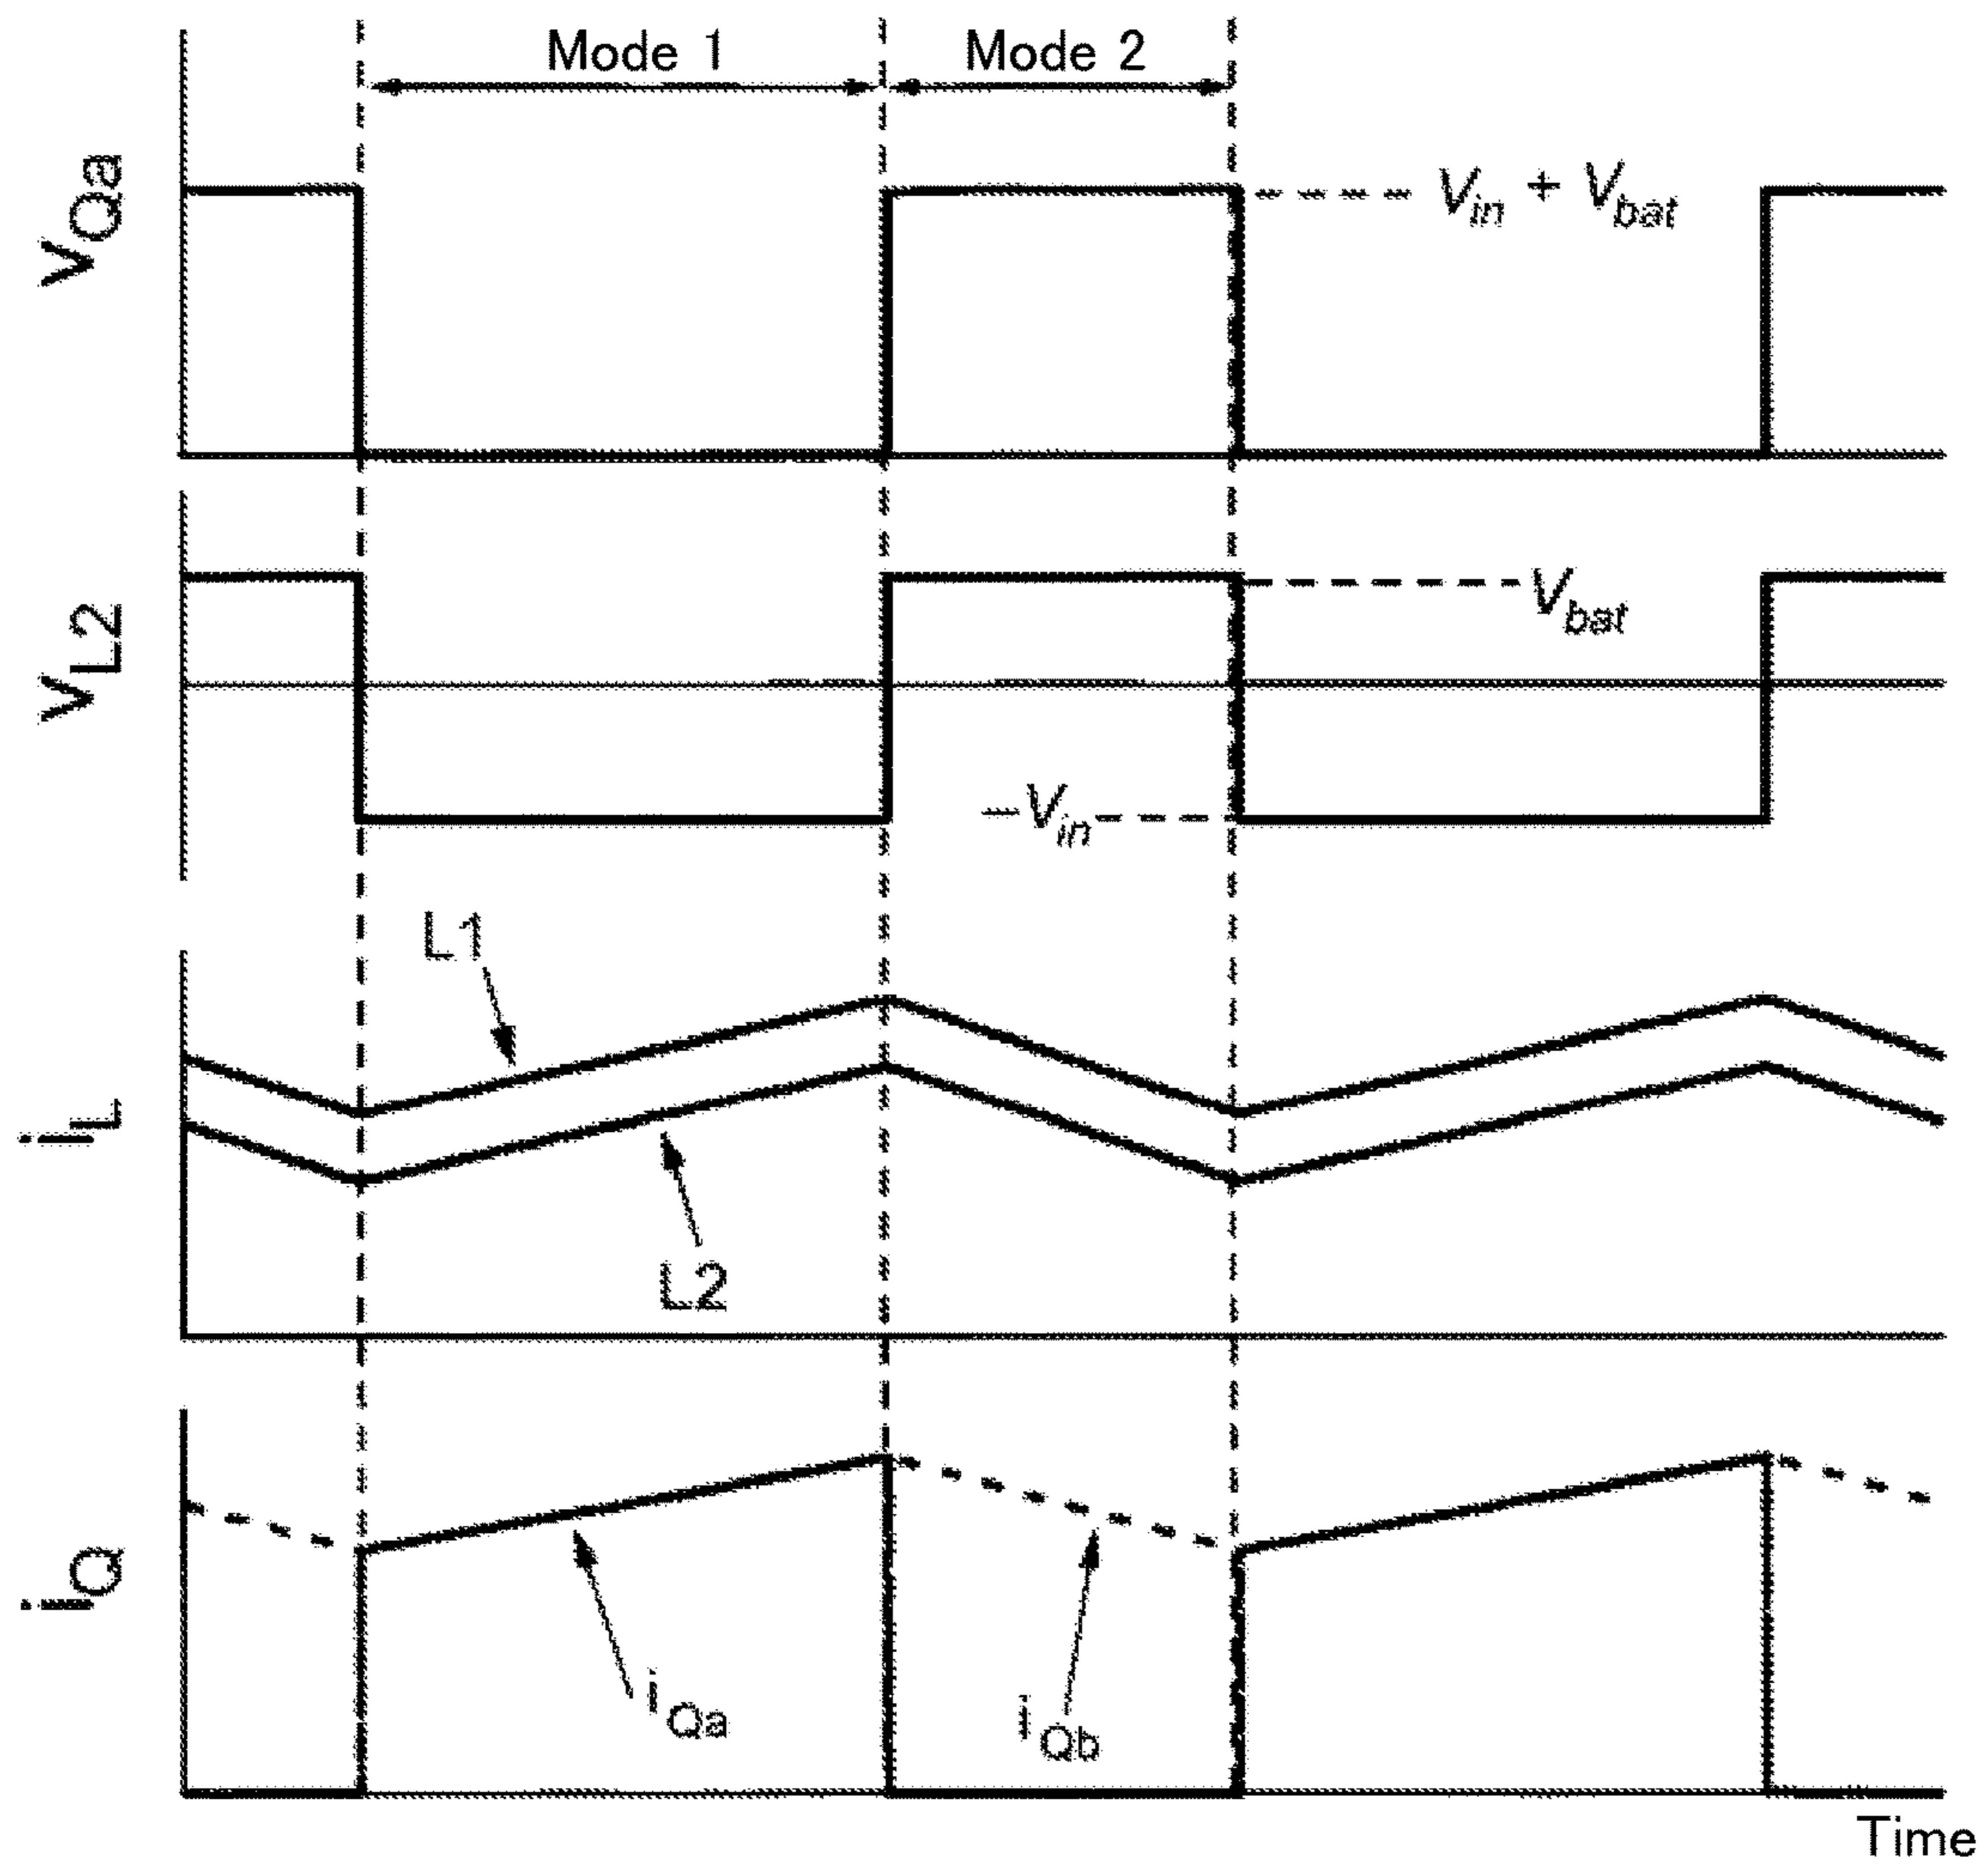 Mode 1 Mode 2
vQa
Vin + Vbat
vL2
Vbat
−Vin
iL
L1
L2
iQ
iQa
iQb
Time